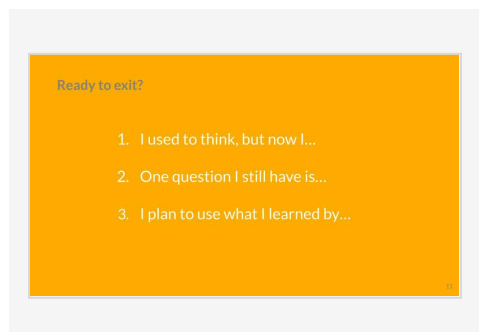 Ready to exit?
1. I used to think, but now I...
2. One question I still have is...
3. I plan to use what I learned by...
11